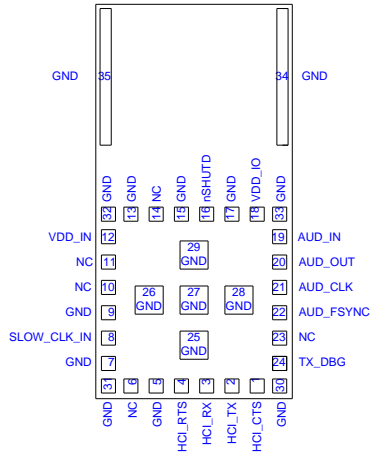 GND 35 34 GND
GND GND NC GND nSHUTD GND VDD_IO GND
32 13 14 15 16 17 18 33
VDD_IN 12 19 AUD_IN
29
GND
NC 11 20 AUD_OUT
NC 10 21 AUD_CLK
26 27 28
GND GND GND
GND 9 22 AUD_FSYNC
SLOW_CLK_IN 8 23 NC
25
GND
GND 7 24 TX_DBG
31 6 5 4 3 2 1 30
GND NC GND HCI_RTS HCI_RX HCI_TX HCI_CTS GND